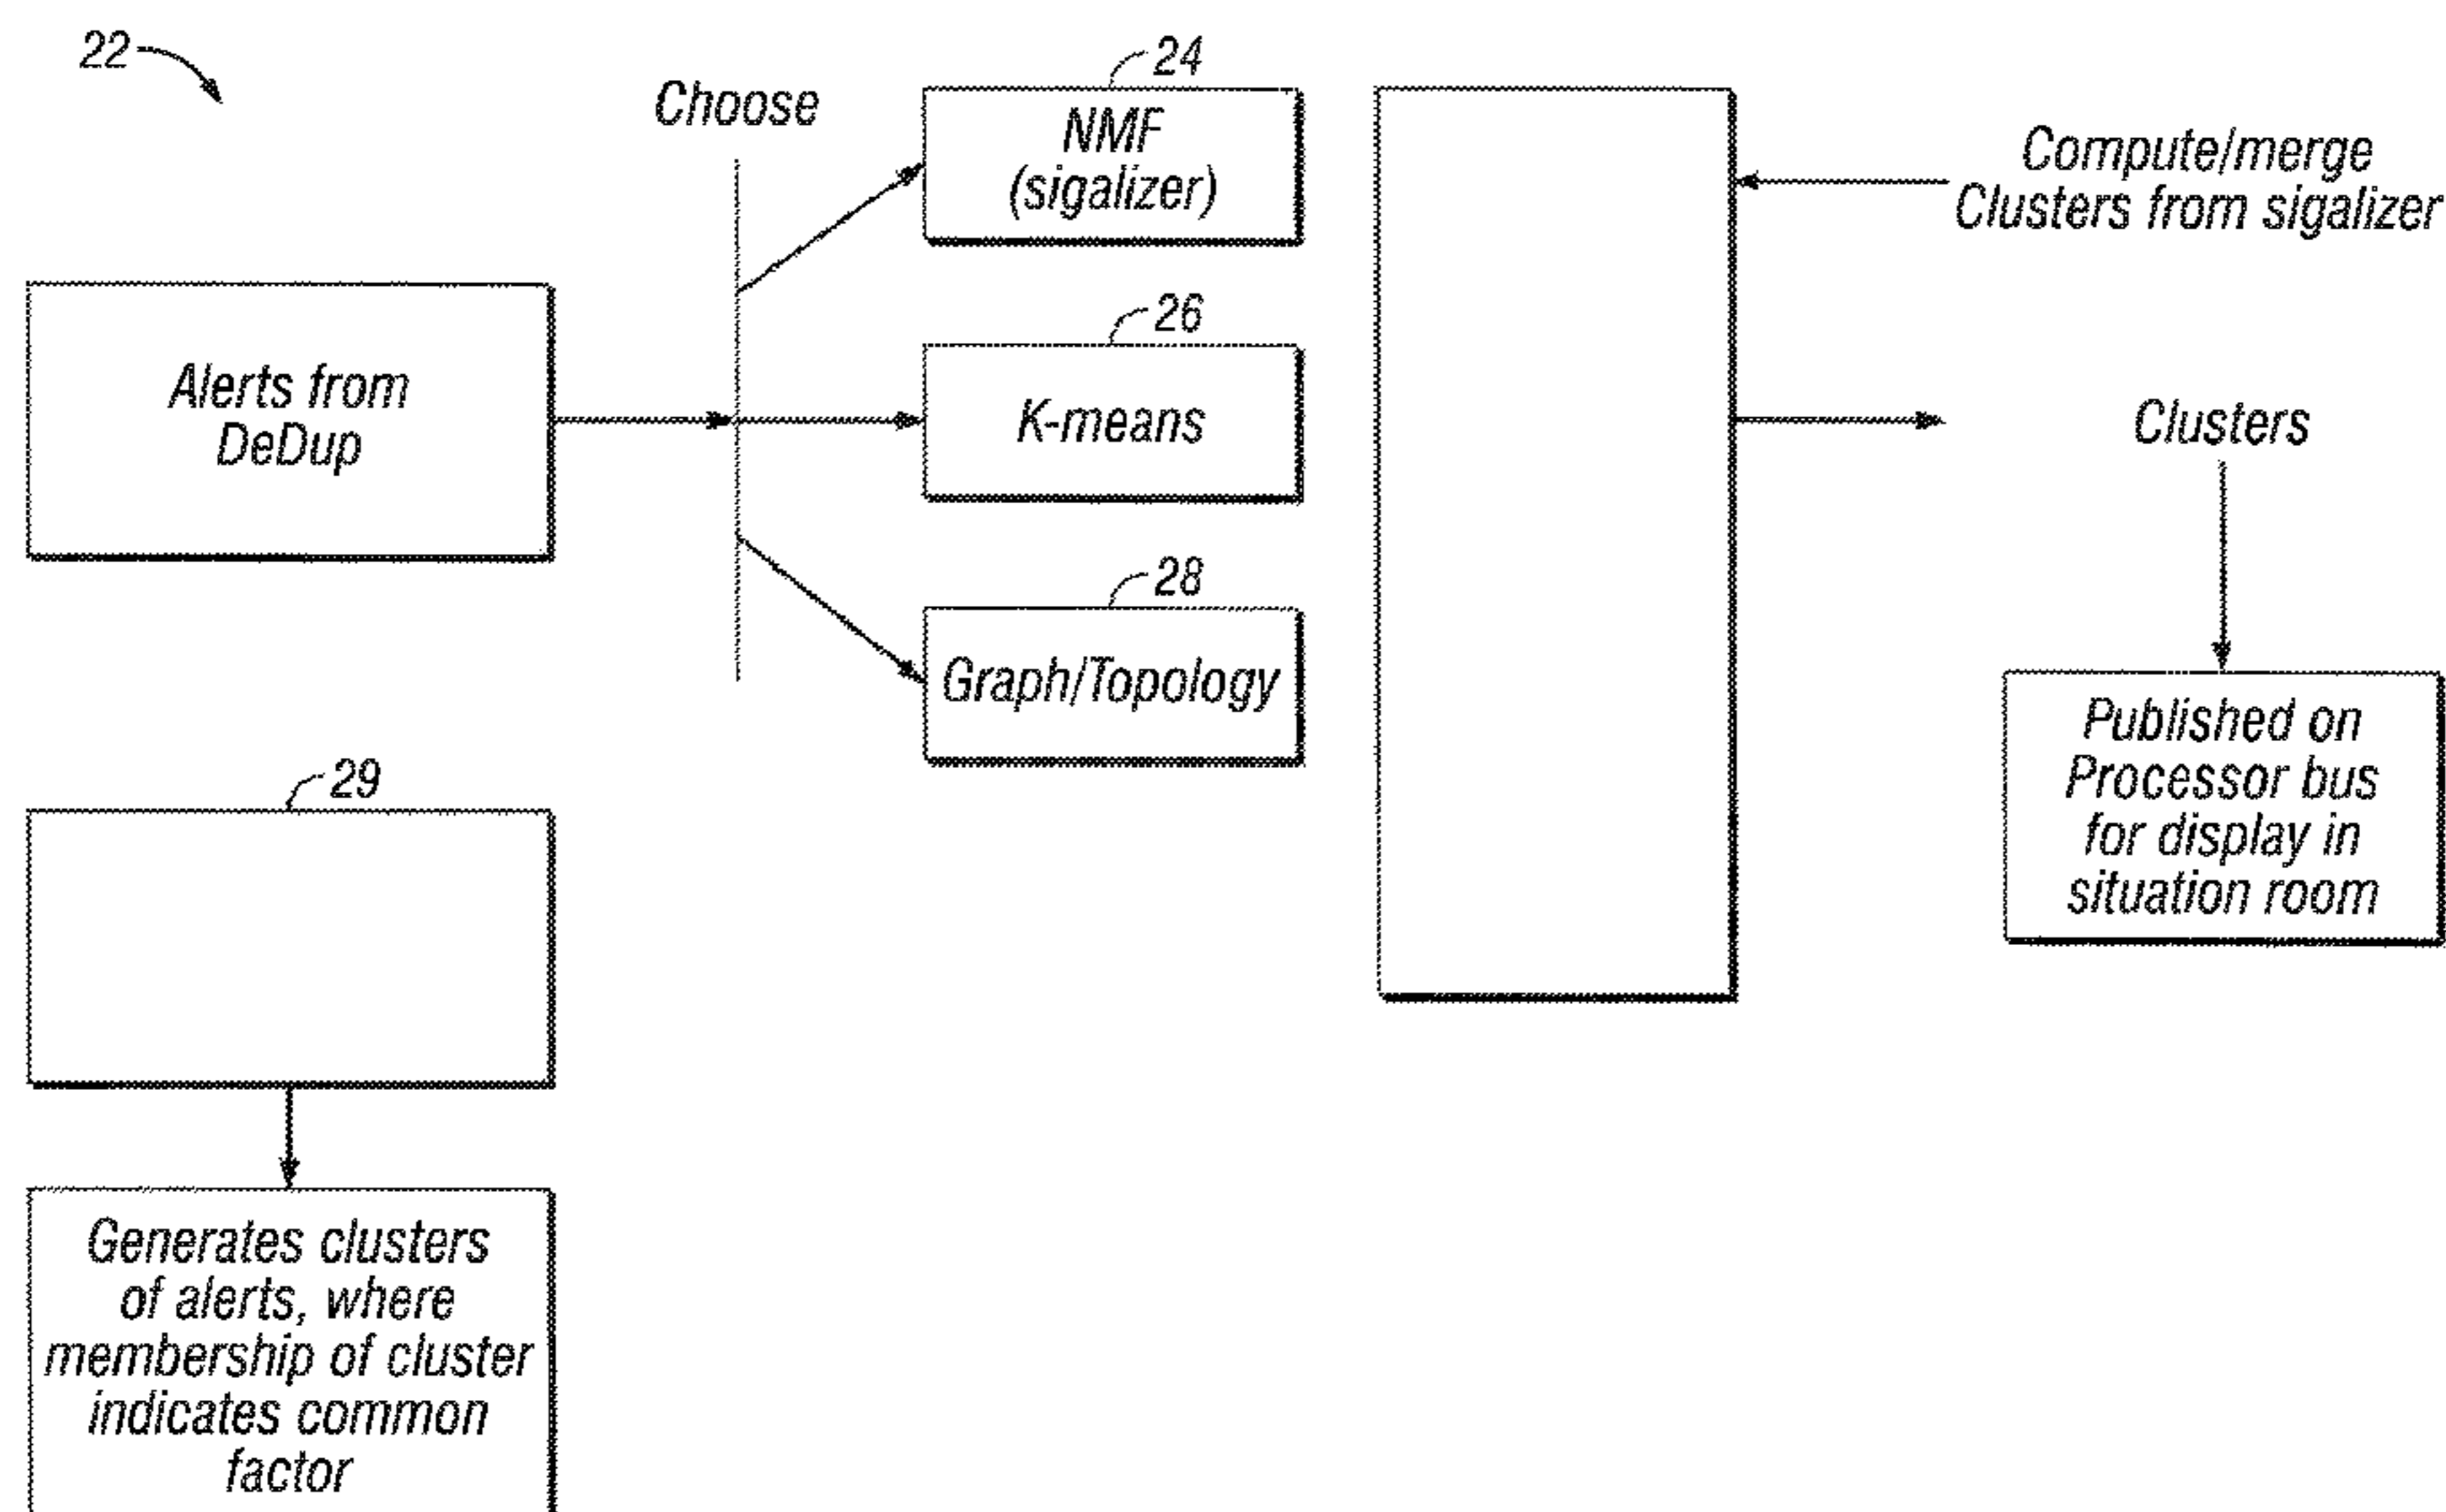 22
Choose
24
NMF
(sigalizer)
Compute/merge
Clusters from sigalizer
Alerts from
DeDup
26
K-means
Clusters
28
Graph/Topology
Published on
Processor bus
for display in
situation room
29
Generates clusters
of alerts, where
membership of cluster
indicates common
factor